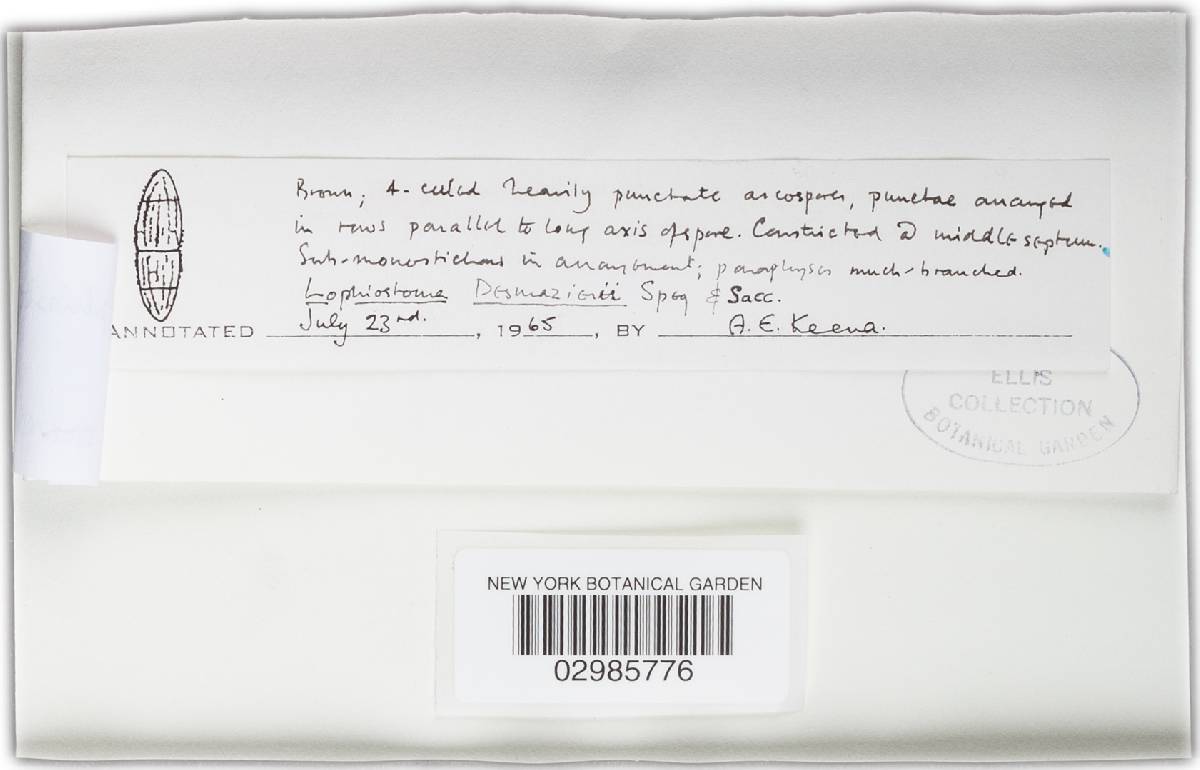 Brown; 4-celled heavily punctate ascospores, punctae arranged
in rows parallel to long axis of spore. Constricted @ middle septum.
Sub-monostichous in arrangement; paraphyses much-branched.
Lophiostoma Desmazierii Speg & Sacc.
ANNOTATED July 23rd. , 1965 , BY A. E. Keena.
ELLIS
COLLECTION
BOTANICAL GARDEN
NEW YORK BOTANICAL GARDEN
02985776